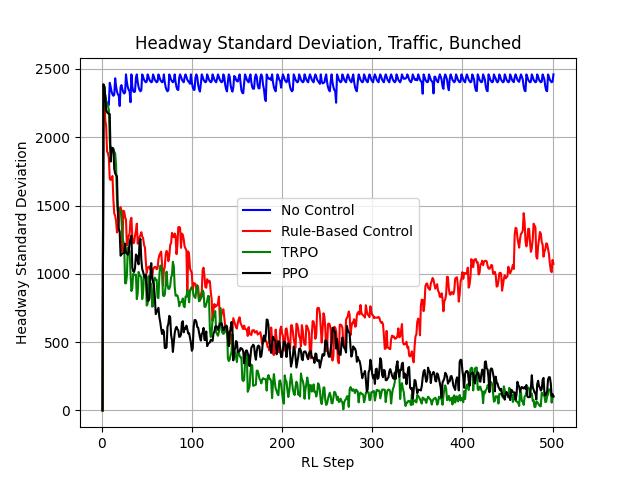 Headway Standard Deviation, Traffic, Bunched
Headway Standard Deviation
2500
2000
1500
1000
500
0
No Control
Rule-Based Control
TRPO
PPO
0 100 200 300 400 500
RL Step